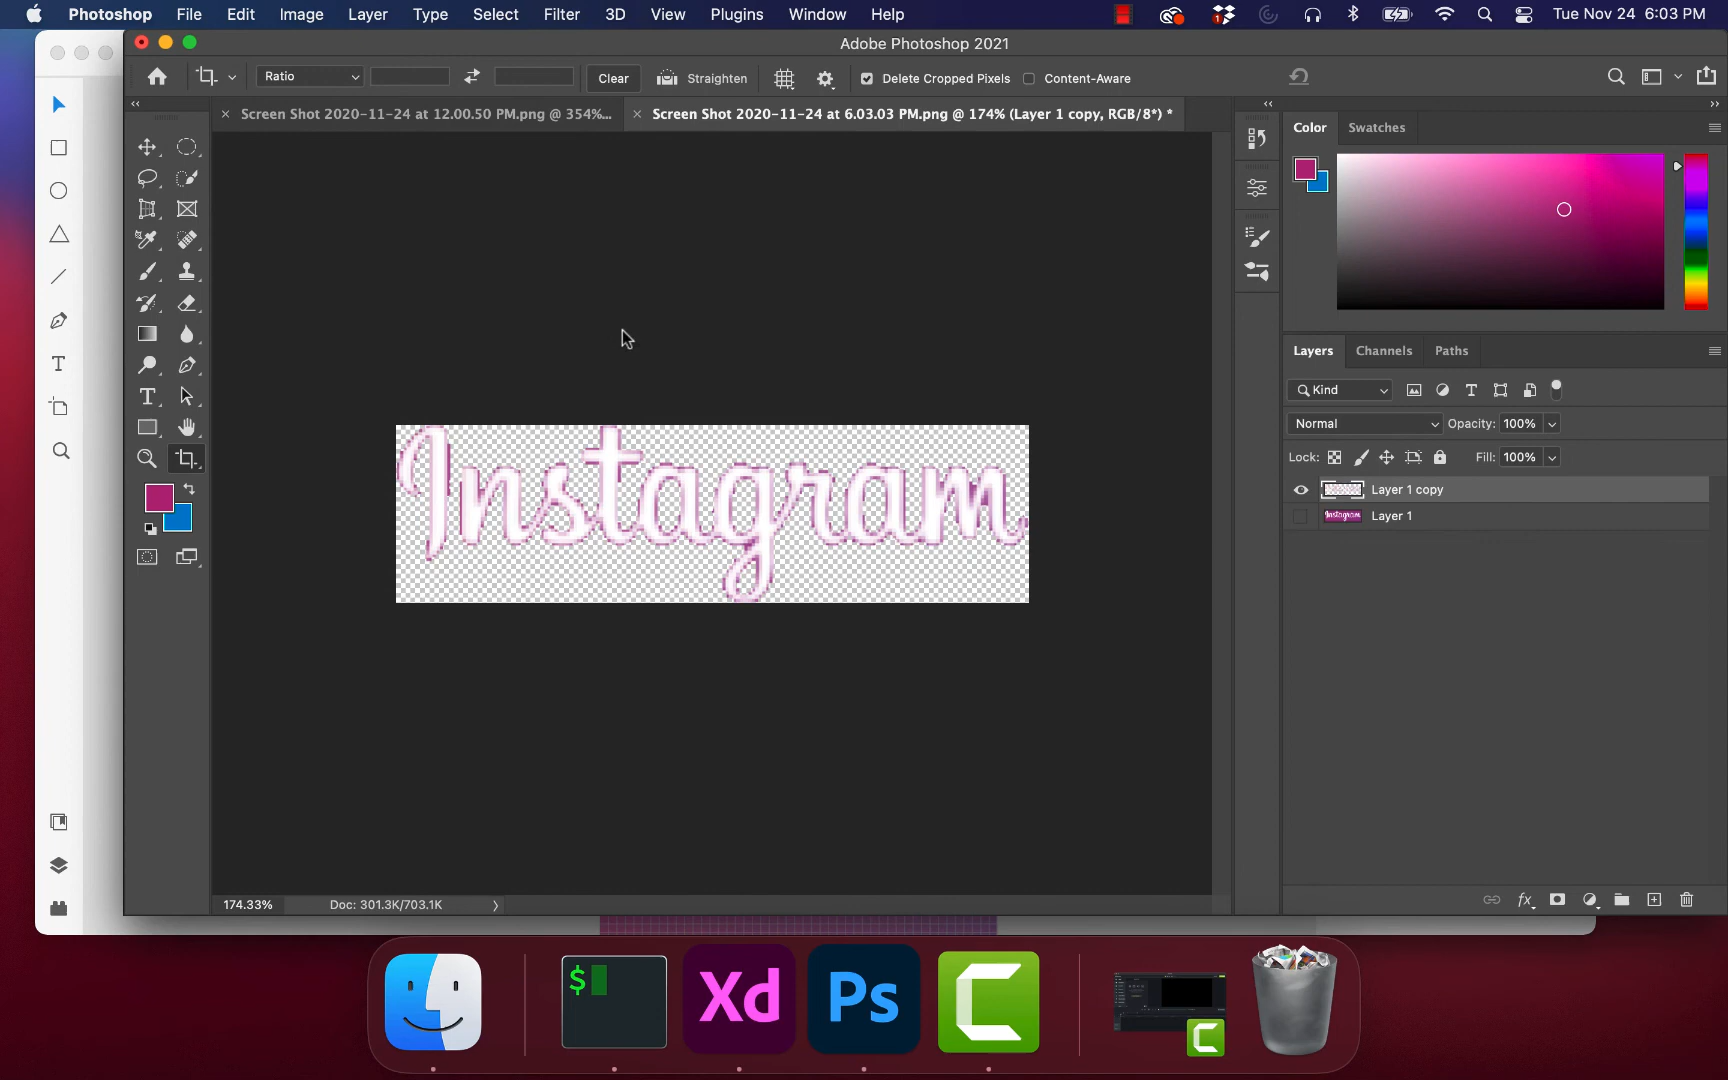 Photoshop File Edit Image Layer Type Select Filter 3D View Plugins Window Help 1 Tue Nov 24 6:03 PM
Adobe Photoshop 2021
Ratio Clear Straighten Delete Cropped Pixels Content-Aware
Screen Shot 2020-11-24 at 12.00.50 PM.png @ 354%... Screen Shot 2020-11-24 at 6.03.03 PM.png @ 174% (Layer 1 copy, RGB/8*) *
Color Swatches
Instagram
Layers Channels Paths
Kind
Normal Opacity: 100%
Lock: Fill: 100%
Layer 1 copy
Instagram Layer 1
174.33% Doc: 301.3K/703.1K
fx
$ Xd Ps